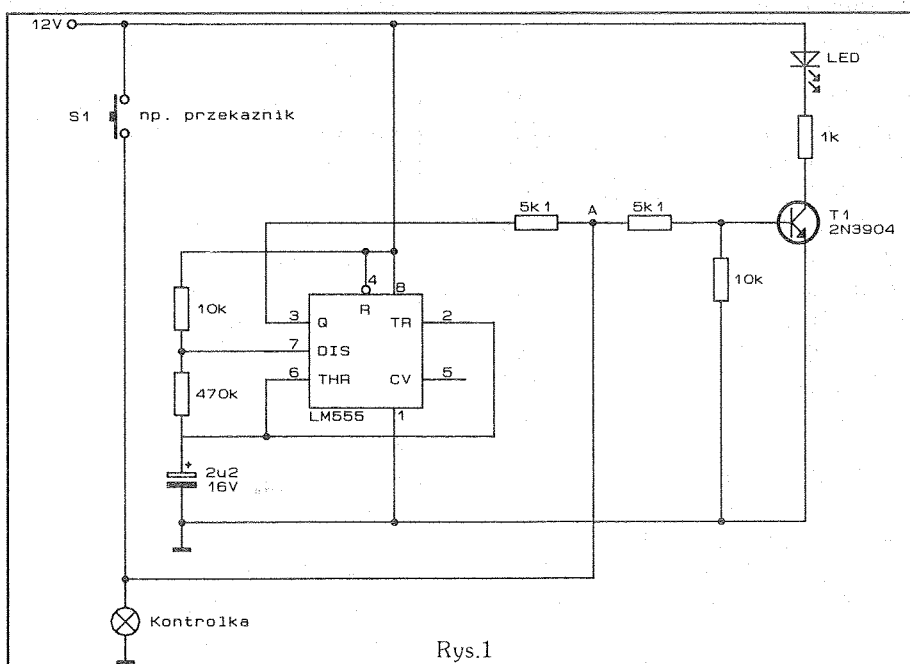 12V
LED
S1 np. przekaznik
1k
5k1 A 5k1
T1
2N3904
4 8
10k R 10k
3 Q TR 2
7 DIS
6 THR CV 5
470k
LM555 1
+
2u2
16V
Kontrolka
Rys.1